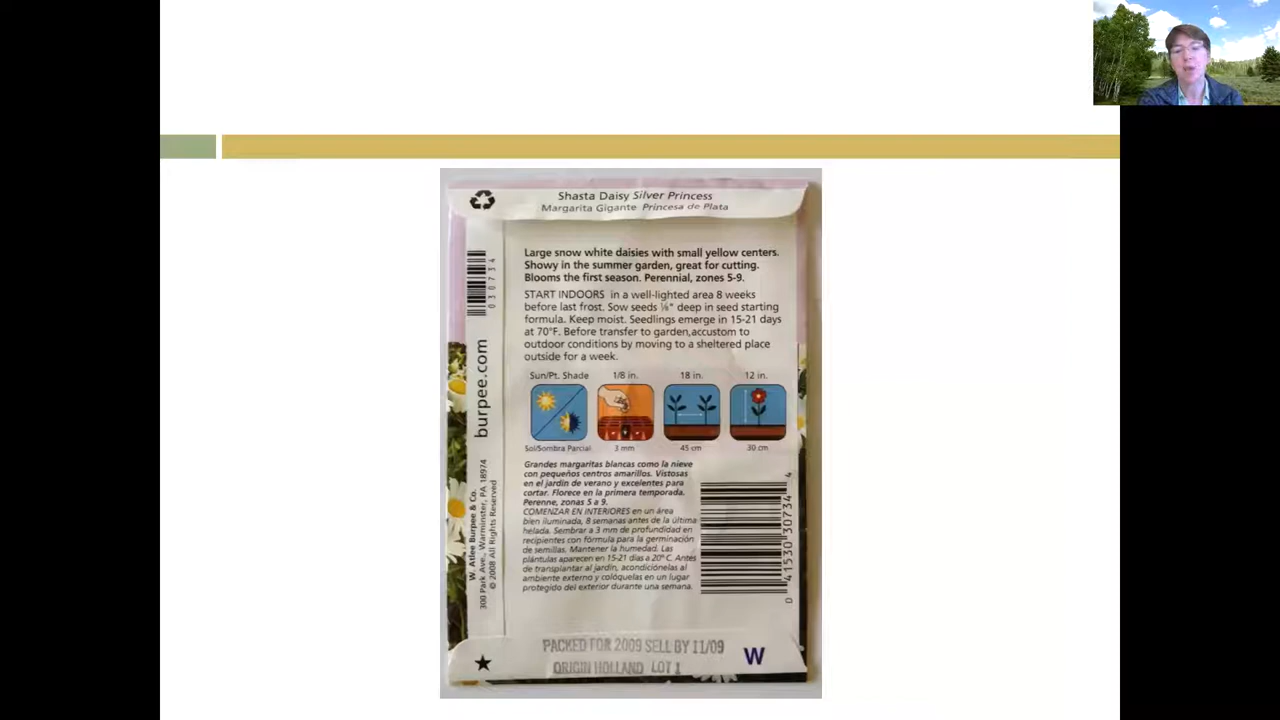 Shasta Daisy Silver Princess
Margarita Gigante Princesa de Plata
Large snow white daisies with small yellow centers.
Showy in the summer garden, great for cutting.
Blooms the first season. Perennial, zones 5-9.
START INDOORS in a well-lighted area 8 weeks
before last frost. Sow seeds ⅛" deep in seed starting
formula. Keep moist. Seedlings emerge in 15-21 days
at 70°F. Before transfer to garden,accustom to
outdoor conditions by moving to a sheltered place
outside for a week.
Sun/Pt. Shade 1/8 in. 18 in. 12 in.
Sol/Sombra Parcial 3 mm 45 cm 30 cm
Grandes margaritas blancas como la nieve
con pequeños centros amarillos. Vistosas
en el jardín de verano y excelentes para
cortar. Florece en la primera temporada.
Perenne, zonas 5 a 9.
COMENZAR EN INTERIORES en un área
bien iluminada, 8 semanas antes de la última
helada. Sembrar a 3 mm de profundidad en
recipientes con fórmula para la germinación
de semillas. Mantener la humedad. Las
plántulas aparecen en 15-21 días a 20° C. Antes
de transplantar al jardín, acondiciónelas al
ambiente externo y colóquelas en un lugar
protegido del exterior durante una semana.
030734
burpee.com
W. Atlee Burpee & Co.
300 Park Ave., Warminster, PA 18974
© 2008 All Rights Reserved
0 41530 30734 4
PACKED FOR 2009 SELL BY 11/09
ORIGIN HOLLAND LOT 1
W